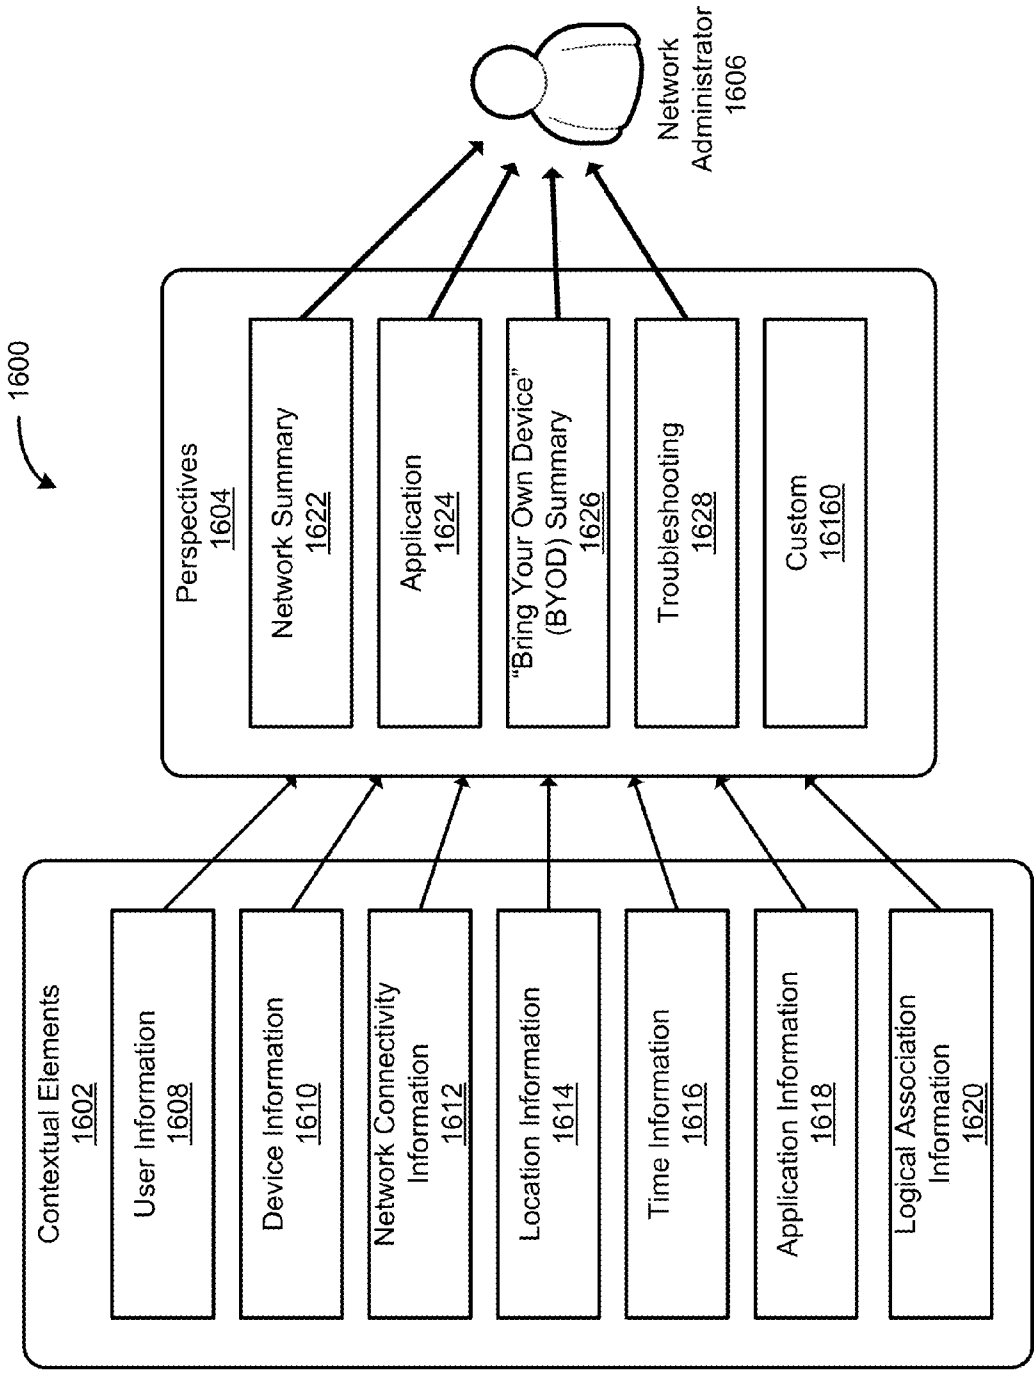 1600
Contextual Elements
1602
User Information
1608
Device Information
1610
Network Connectivity
Information
1612
Location Information
1614
Time Information
1616
Application Information
1618
Logical Association
Information
1620
Perspectives
1604
Network Summary
1622
Application
1624
“Bring Your Own Device”
(BYOD) Summary
1626
Troubleshooting
1628
Custom
16160
Network
Administrator
1606